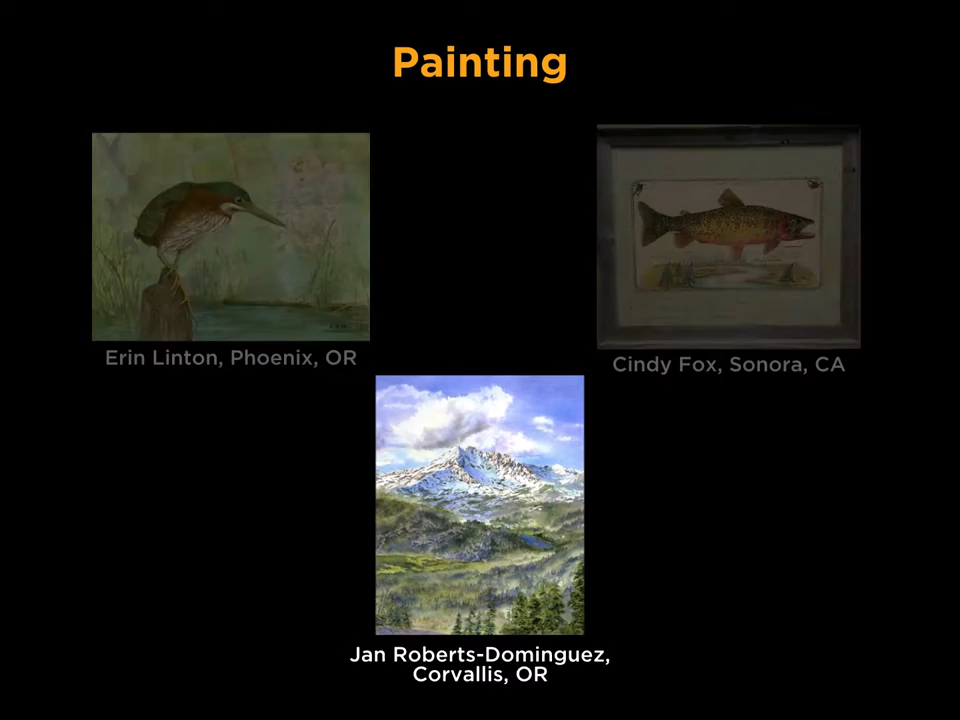 Painting
Erin Linton, Phoenix, OR
Cindy Fox, Sonora, CA
Jan Roberts-Dominguez,
Corvallis, OR